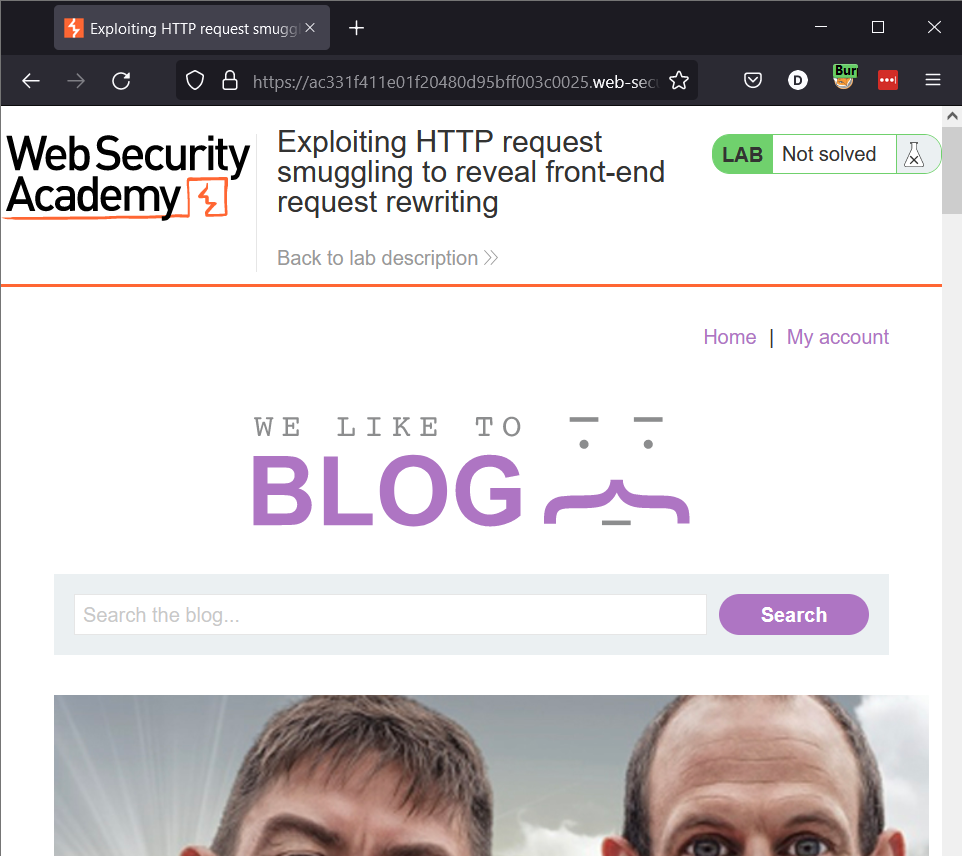 Exploiting HTTP request smugg
https://ac331f411e01f20480d95bff003c0025.web-sec
D
Bur
Web Security
Academy
Exploiting HTTP request
smuggling to reveal front-end
request rewriting
LAB Not solved
Back to lab description
Home | My account
WE LIKE TO
BLOG
Search the blog...
Search